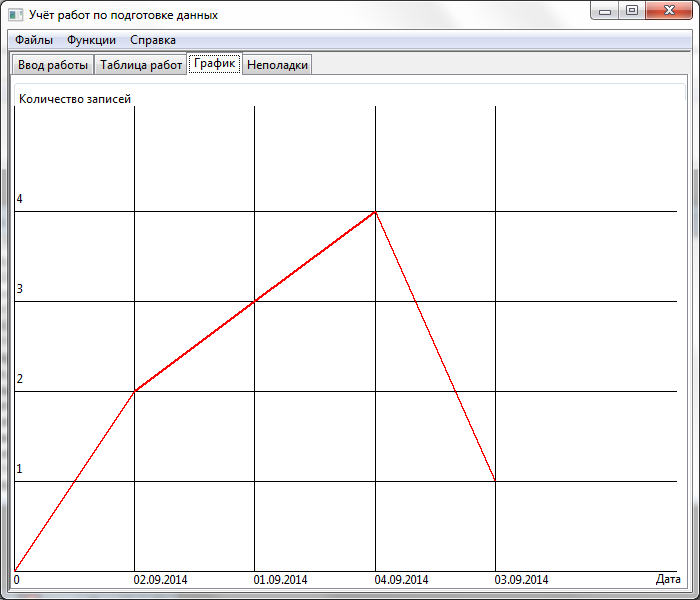 Учёт работ по подготовке данных
Файлы Функции Справка
Ввод работы Таблица работ График Неполадки
Количество записей
4
3
2
1
0 02.09.2014 01.09.2014 04.09.2014 03.09.2014 Дата